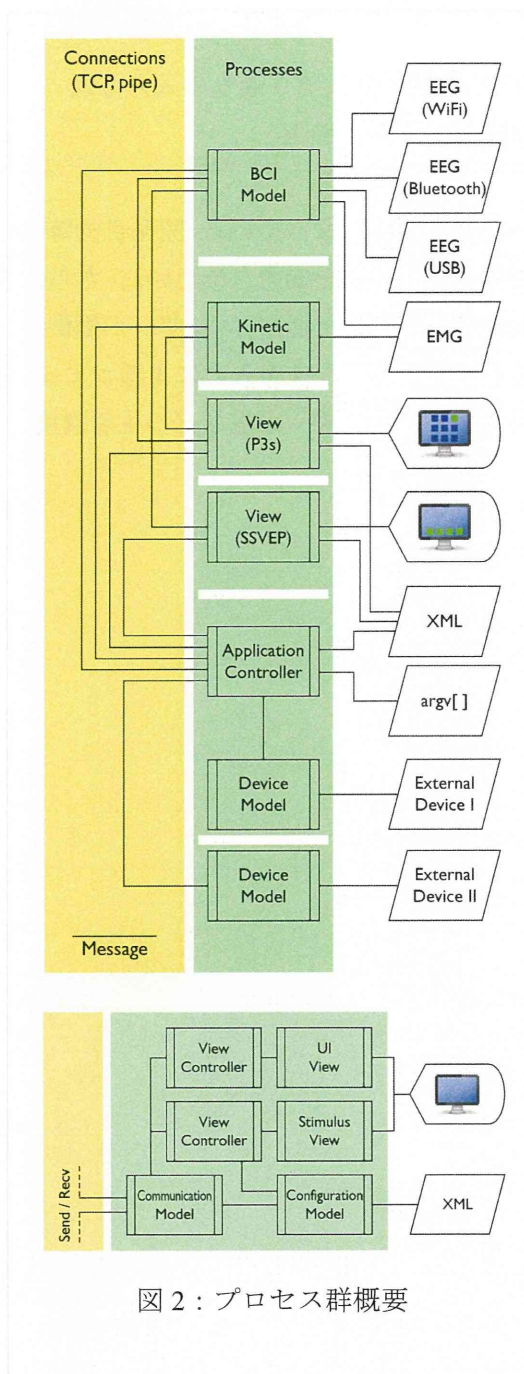 Connections
(TCP, pipe)
Processes
EEG
(WiFi)
BCI
Model
EEG
(Bluetooth)
EEG
(USB)
Kinetic
Model
EMG
View
(P3s)
View
(SSVEP)
XML
Application
Controller
argv[ ]
Device
Model
External
Device I
Device
Model
External
Device II
Message
View
Controller
UI
View
View
Controller
Stimulus
View
Send / Recv
Communication
Model
Configuration
Model
XML
図 2：プロセス群概要